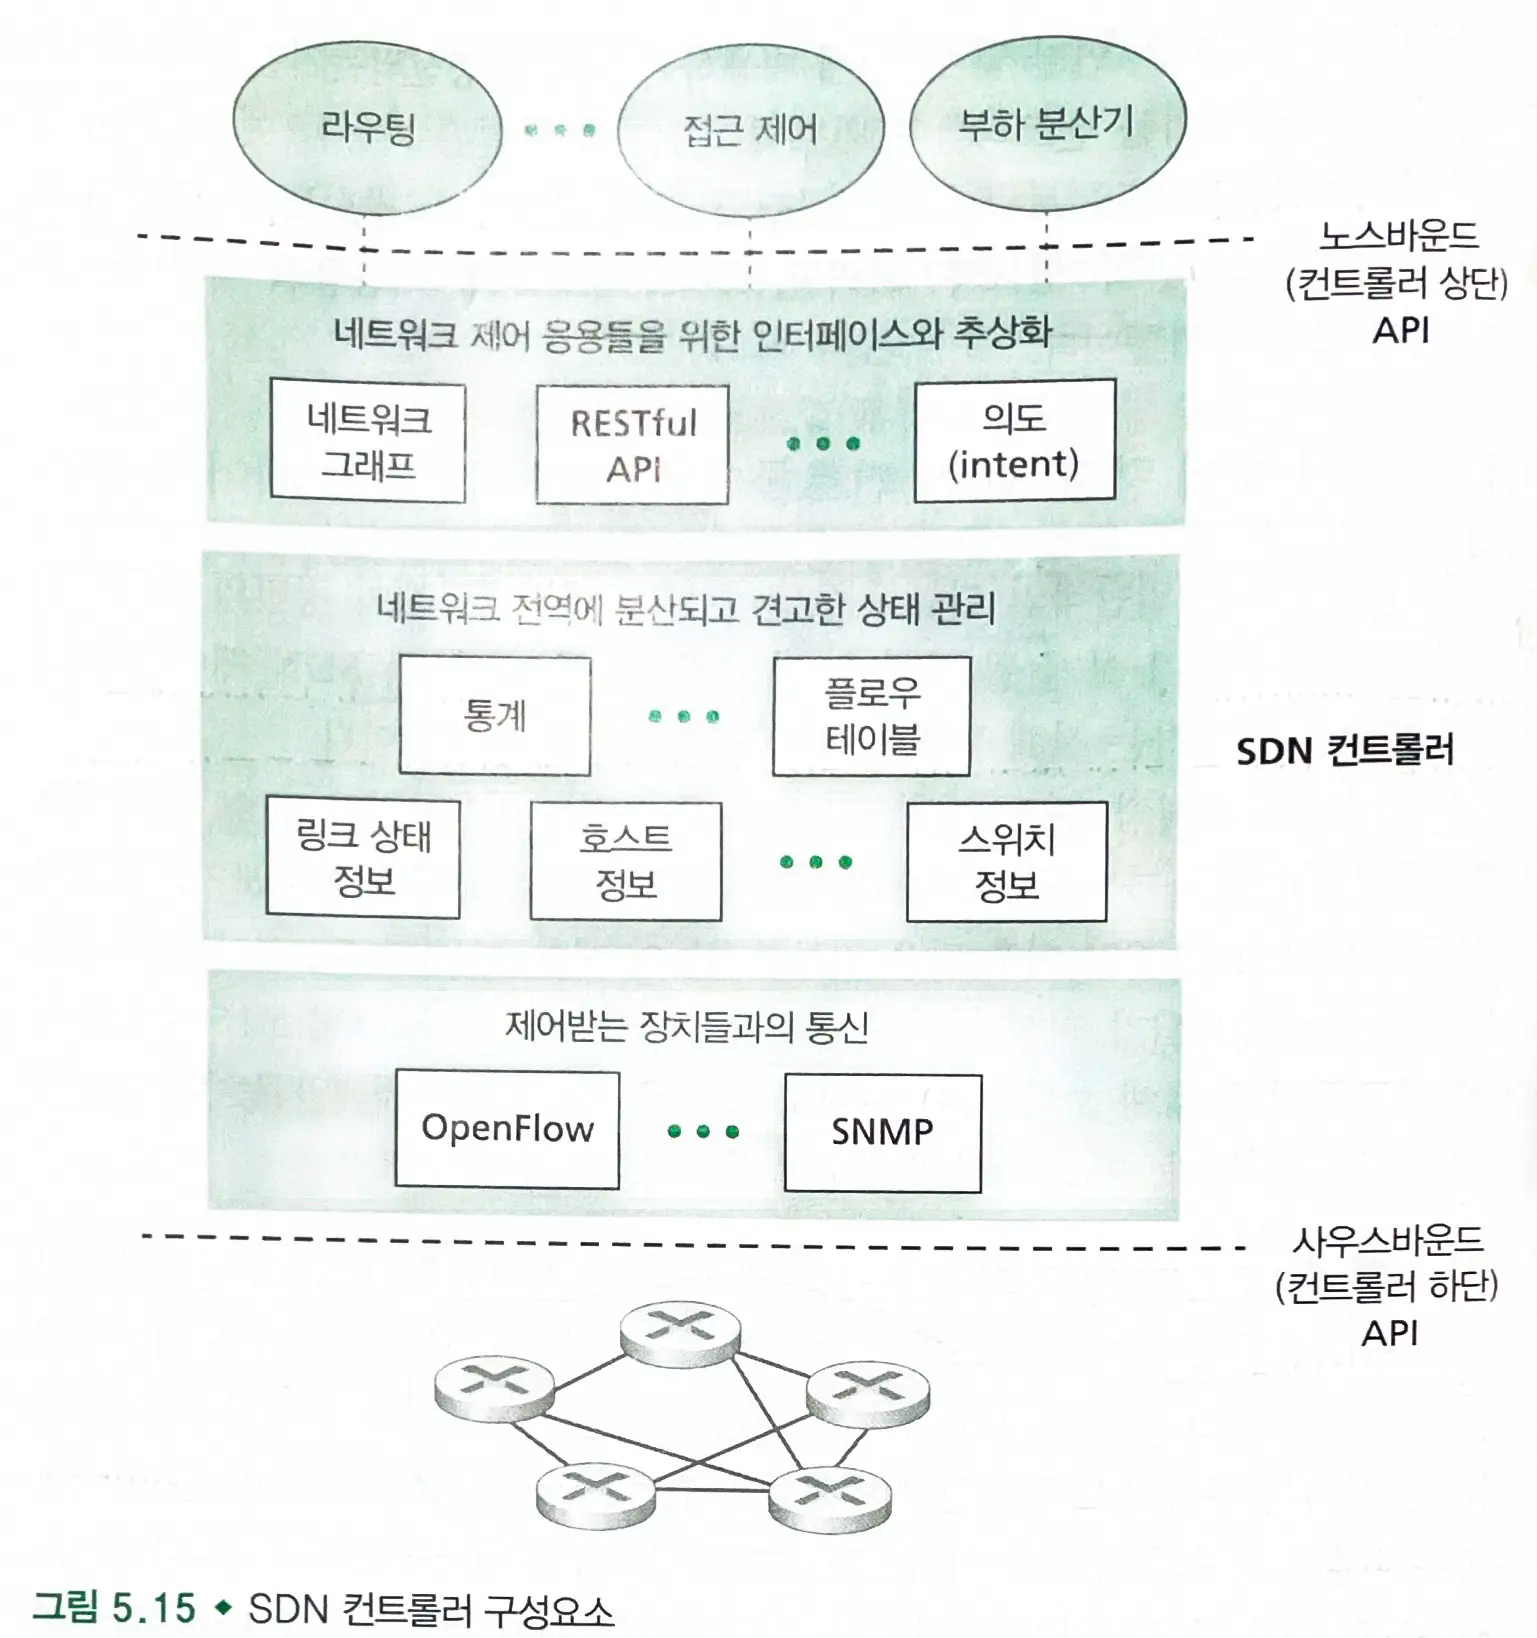 라우팅
접근 제어
부하 분산기
노스바운드
(컨트롤러 상단)
API
네트워크 제어 응용들을 위한 인터페이스와 추상화
네트워크
그래프
RESTful
API
의도
(intent)
네트워크 전역에 분산되고 견고한 상태 관리
통계
플로우
테이블
SDN 컨트롤러
링크 상태
정보
호스트
정보
스위치
정보
제어받는 장치들과의 통신
OpenFlow
SNMP
사우스바운드
(컨트롤러 하단)
API
그림 5.15 ◆ SDN 컨트롤러 구성요소